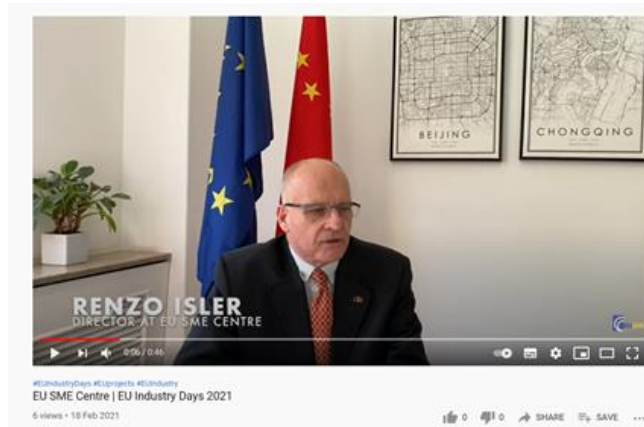 BEIJING
CHONGQING
RENZO ISLER
DIRECTOR AT EU SME CENTRE
0:06 / 0:46
#EUIndustryDays #EUprojects #EUIndustry
EU SME Centre | EU Industry Days 2021
6 views • 18 Feb 2021
0
0
SHARE
SAVE